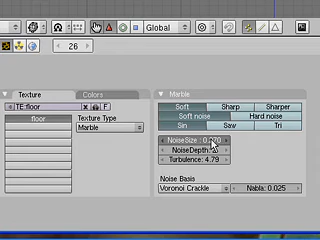 Global
26
Texture
Colors
TE:floor
F
floor
Texture Type
Marble
Marble
Soft
Sharp
Sharper
Soft noise
Hard noise
Sin
Saw
Tri
NoiseSize :
NoiseDepth:
Turbulence: 4.79
Noise Basis
Voronoi Crackle
Nabla: 0.025